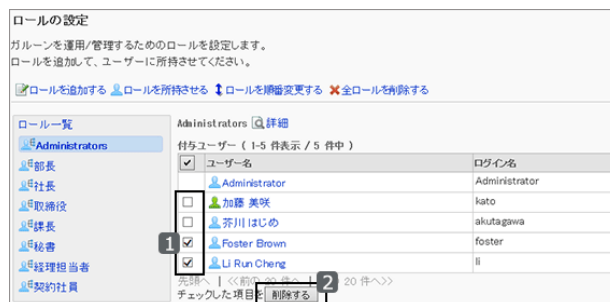 ロールの設定
ガルーンを運用/管理するためのロールを設定します。
ロールを追加して、ユーザーに所持させてください。
ロールを追加する ロールを所持させる ロールを順番変更する 全ロールを削除する
ロール一覧
Administrators
部長
社長
取締役
課長
秘書
経理担当者
契約社員
Administrators 詳細
付与ユーザー ( 1-5 件表示 / 5 件中 )
ユーザー名 ログイン名
Administrator Administrator
加藤 美咲 kato
芥川 はじめ akutagawa
1
Foster Brown foster
Li Run Cheng li
先頭へ | <<前の 20 件へ | 20 件へ>>
2
チェックした項目を 削除する